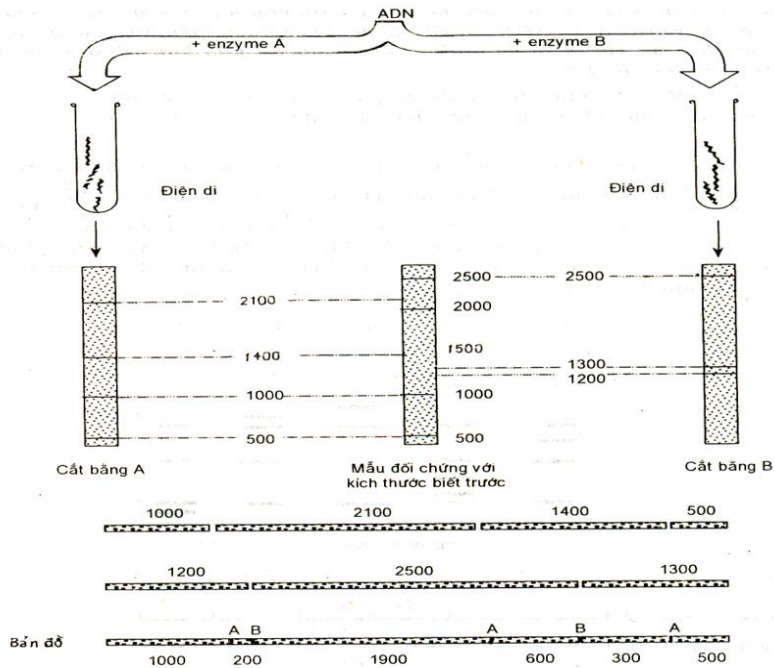 ADN
+ enzyme A + enzyme B
Điện di Điện di
2500 2500
2100
2000
1500
1400
1300
1200
1000 1000
500 500
Cắt bằng A
Mẫu đối chứng với
kích thước biết trước
Cắt bằng B
1000 2100 1400 500
1200 2500 1300
A B A B A
Bản đồ
1000 200 1900 600 300 500